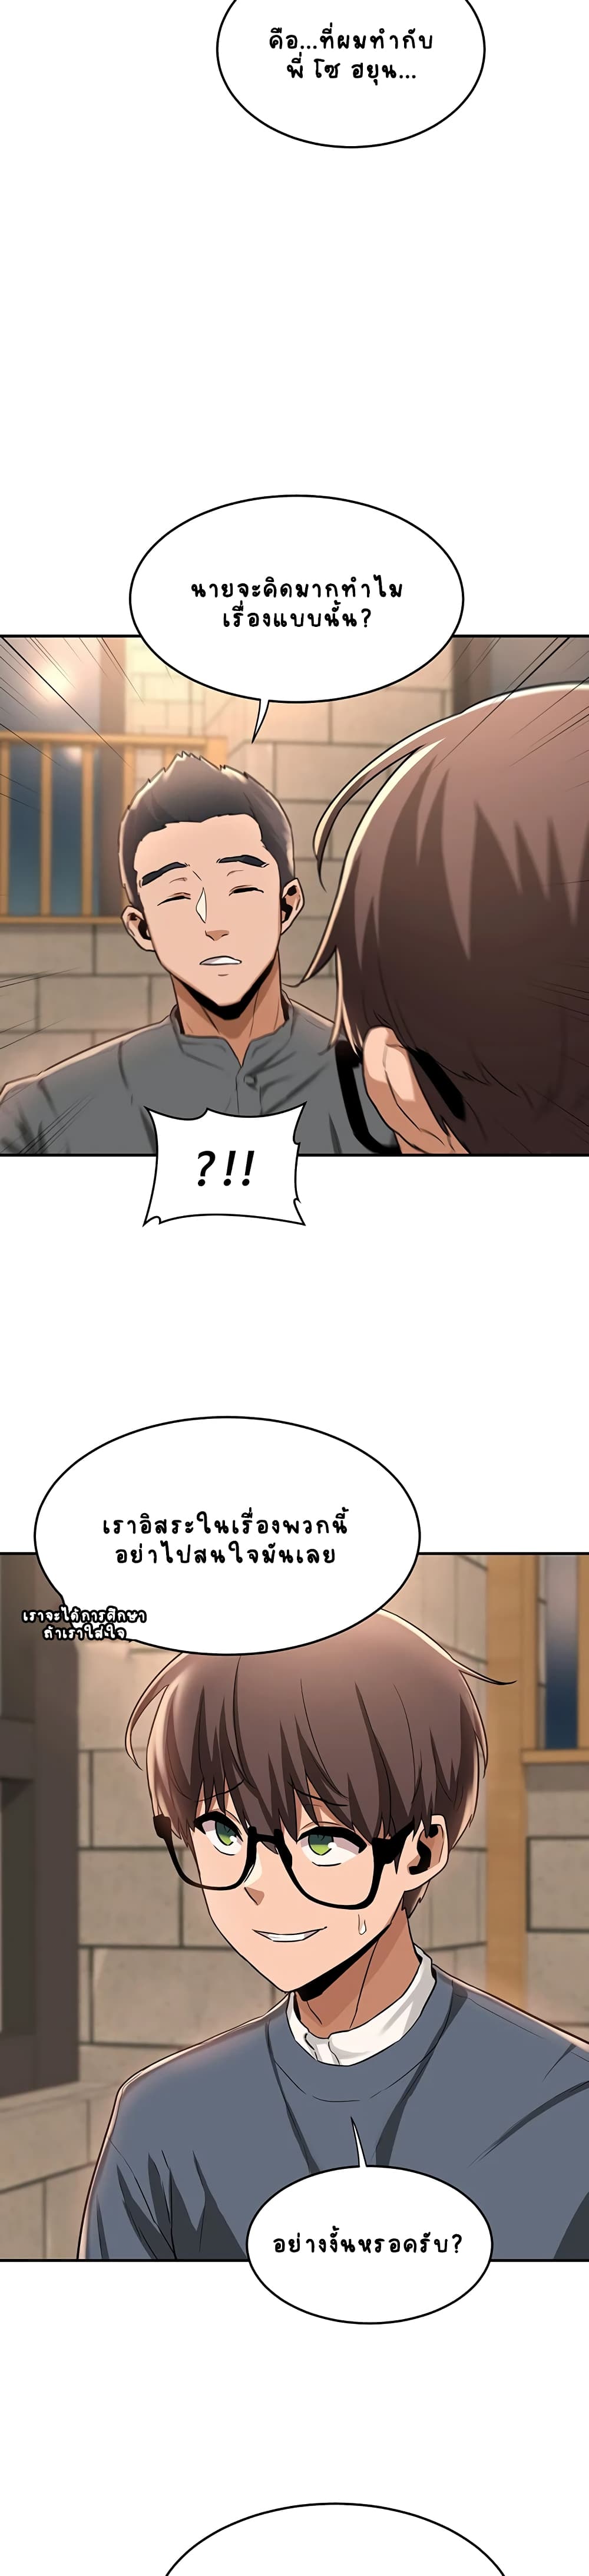 คือ...ที่ผมทำกับ
พี่ โซ ฮยุน...
นายจะคิดมากทำไม
เรื่องแบบนั้น?
?!!
เราอิสระในเรื่องพวกนี้
อย่าไปสนใจมันเลย
เราจะได้การศึกษา
ถ้าเราใส่ใจ
อย่างงั้นหรอครับ?